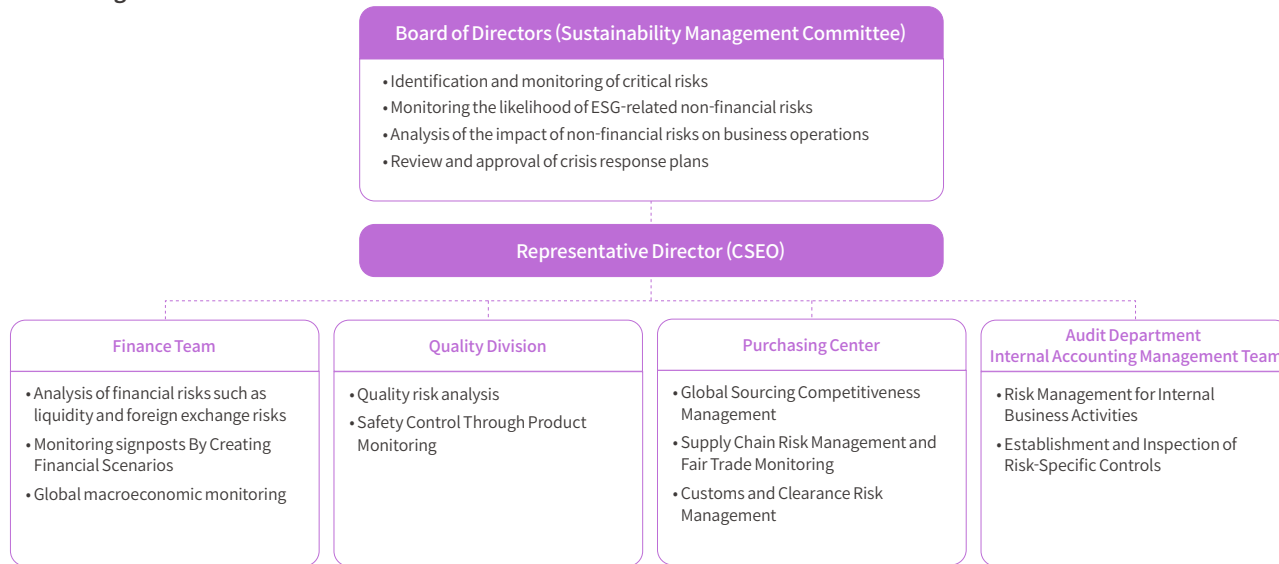 Board of Directors (Sustainability Management Committee)
• Identification and monitoring of critical risks
• Monitoring the likelihood of ESG-related non-financial risks
• Analysis of the impact of non-financial risks on business operations
• Review and approval of crisis response plans
Representative Director (CSEO)
Finance Team
• Analysis of financial risks such as
liquidity and foreign exchange risks
• Monitoring signposts By Creating
Financial Scenarios
• Global macroeconomic monitoring
Quality Division
• Quality risk analysis
• Safety Control Through Product
Monitoring
Purchasing Center
• Global Sourcing Competitiveness
Management
• Supply Chain Risk Management and
Fair Trade Monitoring
• Customs and Clearance Risk
Management
Audit Department
Internal Accounting Management Team
• Risk Management for Internal
Business Activities
• Establishment and Inspection of
Risk-Specific Controls